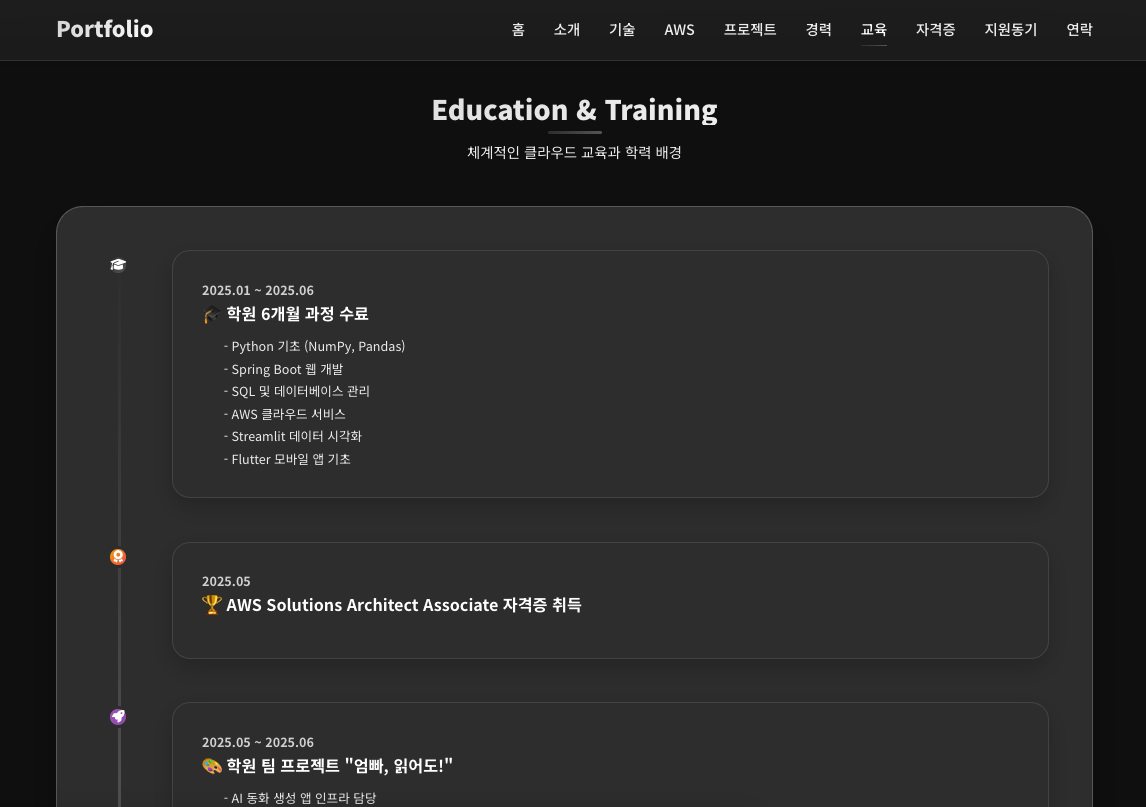 Portfolio
홈 소개 기술 AWS 프로젝트 경력 교육 자격증 지원동기 연락
Education & Training
체계적인 클라우드 교육과 학력 배경
2025.01 ~ 2025.06
학원 6개월 과정 수료
- Python 기초 (NumPy, Pandas)
- Spring Boot 웹 개발
- SQL 및 데이터베이스 관리
- AWS 클라우드 서비스
- Streamlit 데이터 시각화
- Flutter 모바일 앱 기초
2025.05
AWS Solutions Architect Associate 자격증 취득
2025.05 ~ 2025.06
학원 팀 프로젝트 "엄빠, 읽어도!"
- AI 동화 생성 앱 인프라 담당